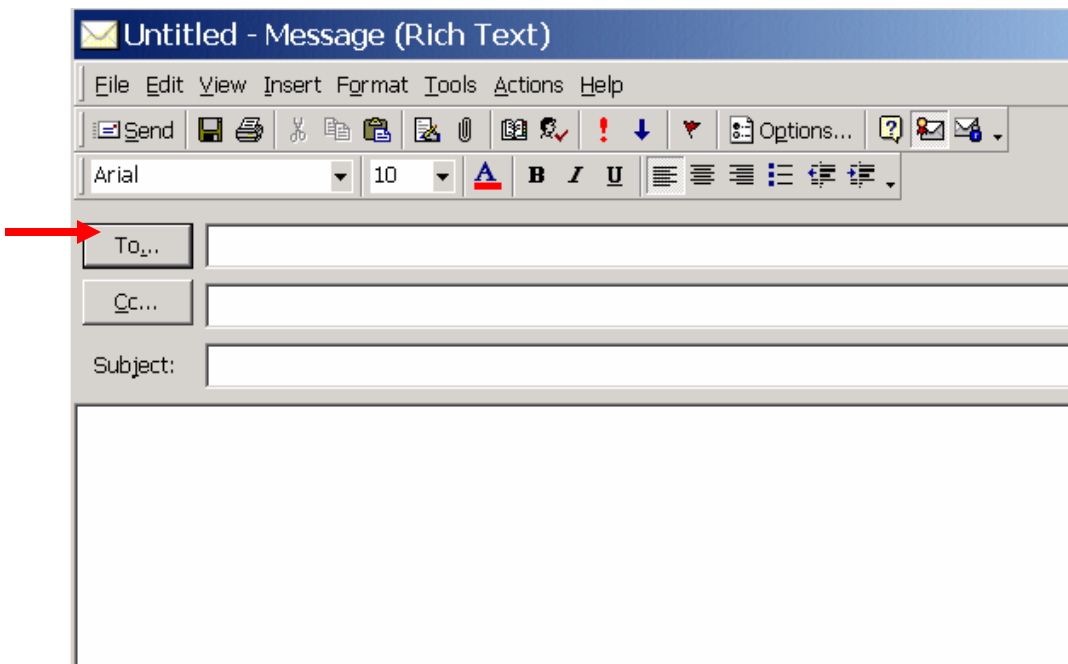 Untitled - Message (Rich Text)
File Edit View Insert Format Tools Actions Help
Send ! Options... ?
Arial 10 A B I U
To...
Cc...
Subject: